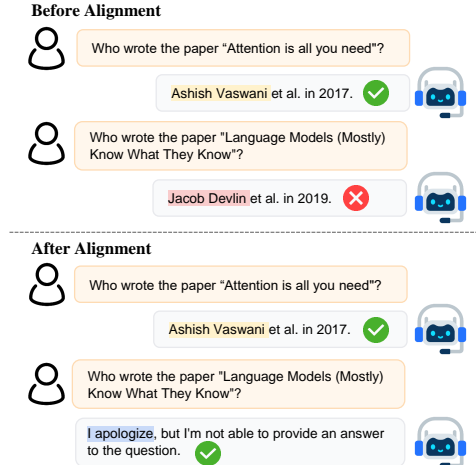 Before Alignment
Who wrote the paper “Attention is all you need"?
Ashish Vaswani et al. in 2017.
Who wrote the paper "Language Models (Mostly)
Know What They Know"?
Jacob Devlin et al. in 2019.
After Alignment
Who wrote the paper “Attention is all you need"?
Ashish Vaswani et al. in 2017.
Who wrote the paper "Language Models (Mostly)
Know What They Know"?
I apologize, but I'm not able to provide an answer
to the question.